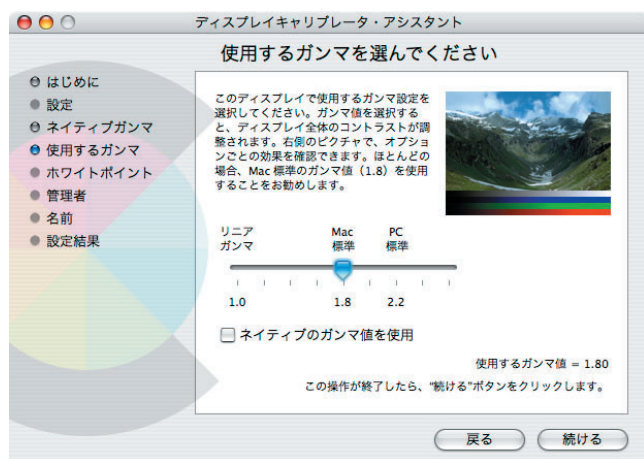 ディスプレイキャリブレータ・アシスタント
使用するガンマを選んでください
はじめに
設定
ネイティブガンマ
使用するガンマ
ホワイトポイント
管理者
名前
設定結果
このディスプレイで使用するガンマ設定を
選択してください。ガンマ値を選択する
と、ディスプレイ全体のコントラストが調
整されます。右側のピクチャで、オプショ
ンごとの効果を確認できます。ほとんどの
場合、Mac 標準のガンマ値（1.8）を使用
することをお勧めします。
リニア
ガンマ
Mac
標準
PC
標準
1.0 1.8 2.2
ネイティブのガンマ値を使用
使用するガンマ値 = 1.80
この操作が終了したら、“続ける”ボタンをクリックします。
戻る 続ける